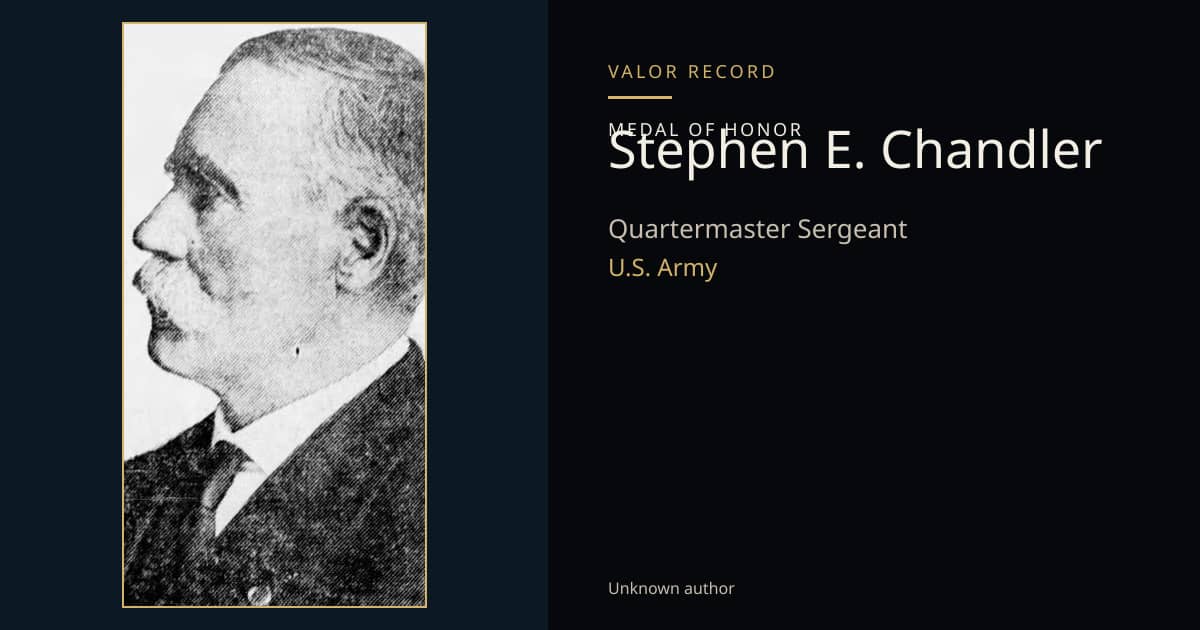 VALOR RECORD
MEDAL OF HONOR
Stephen E. Chandler
Quartermaster Sergeant
U.S. Army
Unknown author